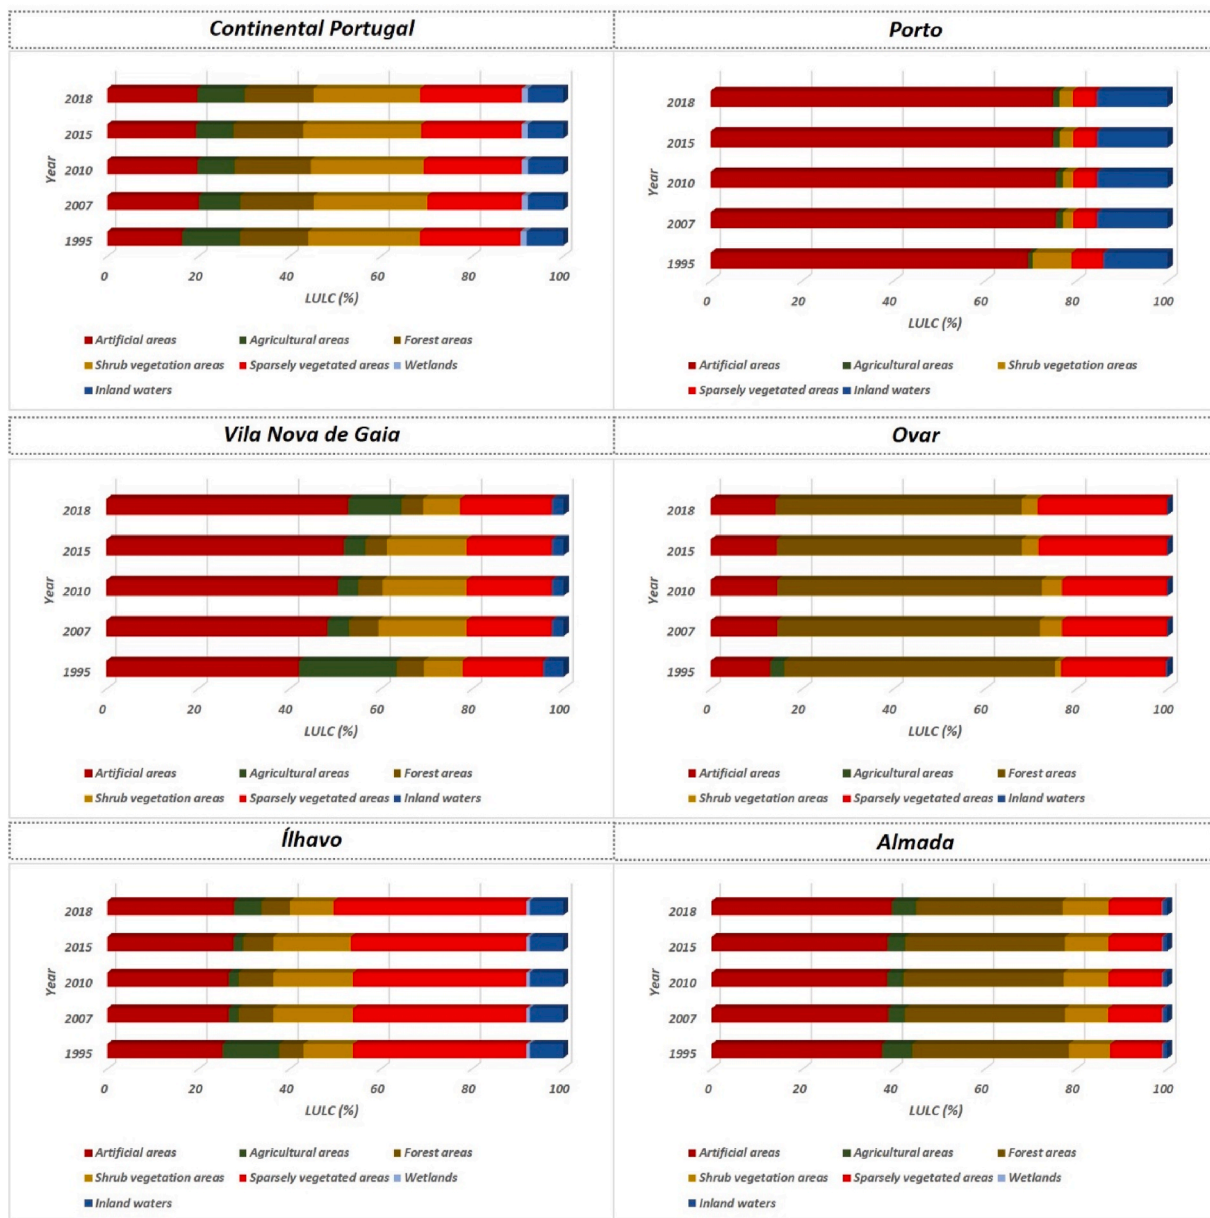 Continental Portugal
Porto
2018
2015
2010
2007
1995
Year
0 20 40 60 80 100
LULC (%)
Artificial areas Agricultural areas Forest areas
Shrub vegetation areas Sparsely vegetated areas Wetlands
Inland waters
2018
2015
2010
2007
1995
Year
0 20 40 60 80 100
LULC (%)
Artificial areas Agricultural areas Shrub vegetation areas
Sparsely vegetated areas Inland waters
Vila Nova de Gaia
Ovar
2018
2015
2010
2007
1995
Year
0 20 40 60 80 100
LULC (%)
Artificial areas Agricultural areas Forest areas
Shrub vegetation areas Sparsely vegetated areas Inland waters
2018
2015
2010
2007
1995
Year
0 20 40 60 80 100
LULC (%)
Artificial areas Agricultural areas Forest areas
Shrub vegetation areas Sparsely vegetated areas Inland waters
Ílhavo
Almada
2018
2015
2010
2007
1995
Year
0 20 40 60 80 100
LULC (%)
Artificial areas Agricultural areas Forest areas
Shrub vegetation areas Sparsely vegetated areas Wetlands
Inland waters
2018
2015
2010
2007
1995
Year
0 20 40 60 80 100
LULC (%)
Artificial areas Agricultural areas Forest areas
Shrub vegetation areas Sparsely vegetated areas Wetlands
Inland waters